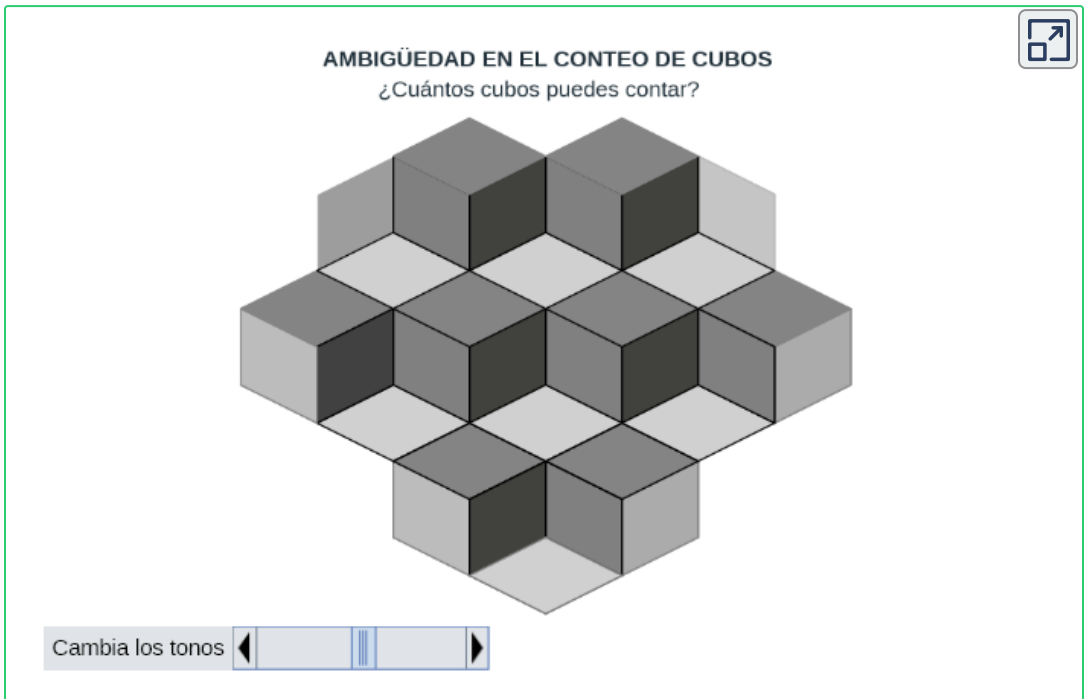 AMBIGÜEDAD EN EL CONTEO DE CUBOS
¿Cuántos cubos puedes contar?
Cambia los tonos